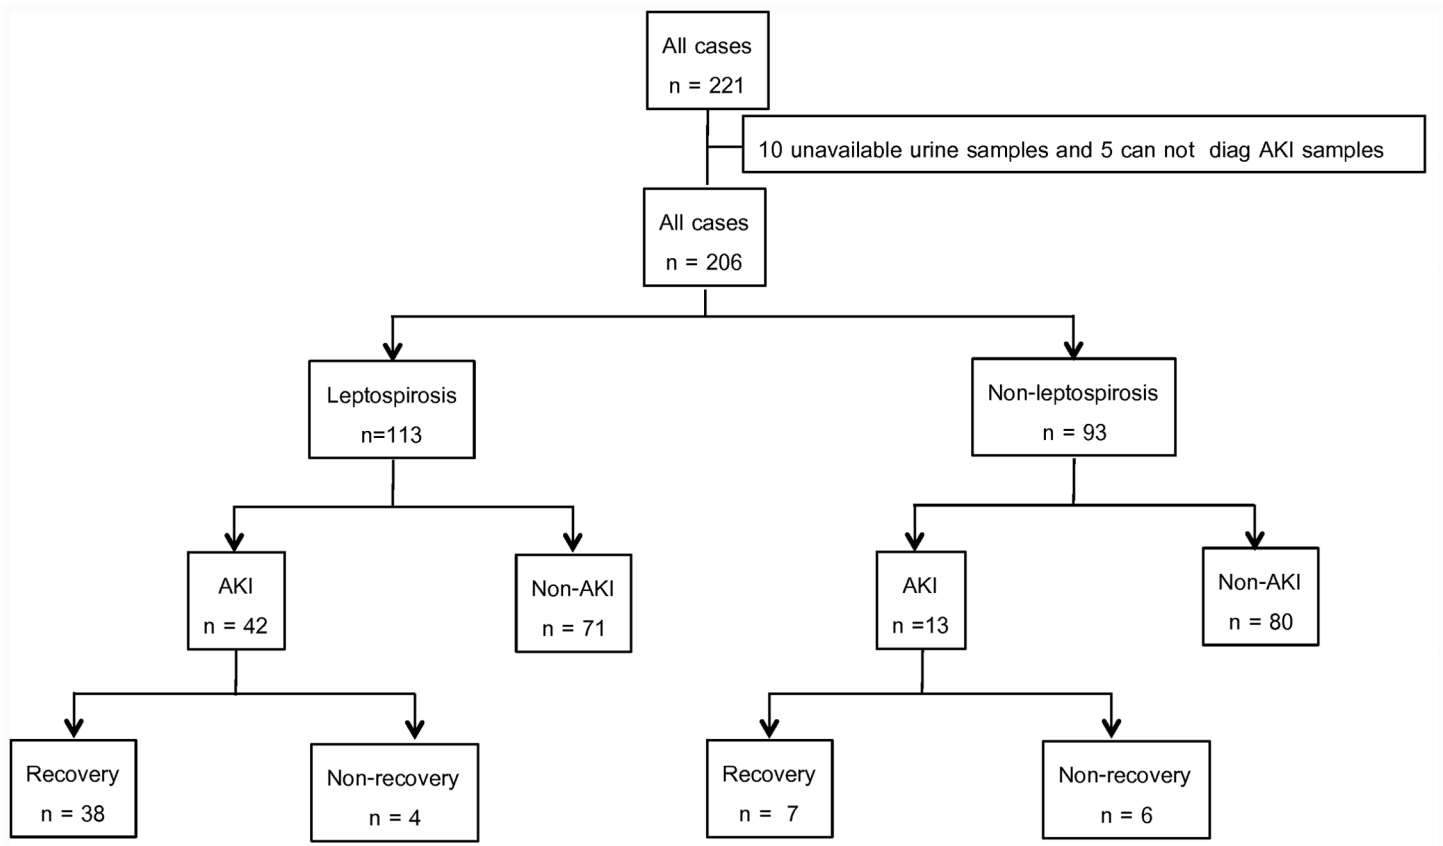 All cases
n = 221
10 unavailable urine samples and 5 can not diag AKI samples
All cases
n = 206
Leptospirosis
n=113
Non-leptospirosis
n = 93
AKI
n = 42
Non-AKI
n = 71
AKI
n =13
Non-AKI
n = 80
Recovery
n = 38
Non-recovery
n = 4
Recovery
n = 7
Non-recovery
n = 6